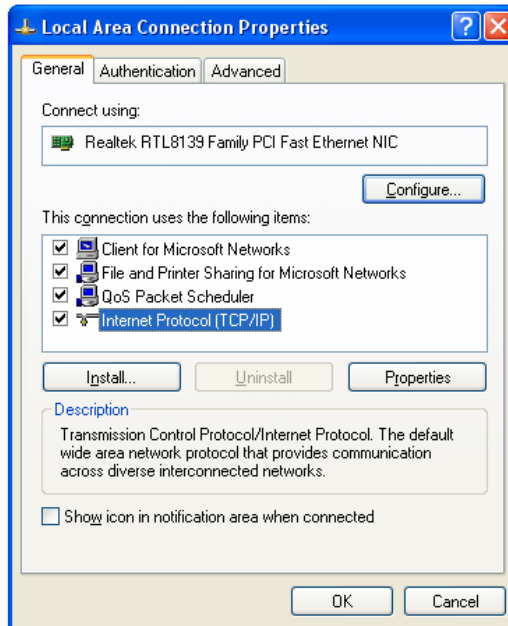 Local Area Connection Properties
General Authentication Advanced
Connect using:
Realtek RTL8139 Family PCI Fast Ethernet NIC
Configure...
This connection uses the following items:
Client for Microsoft Networks
File and Printer Sharing for Microsoft Networks
QoS Packet Scheduler
Internet Protocol (TCP/IP)
Install... Uninstall Properties
Description
Transmission Control Protocol/Internet Protocol. The default
wide area network protocol that provides communication
across diverse interconnected networks.
Show icon in notification area when connected
OK Cancel